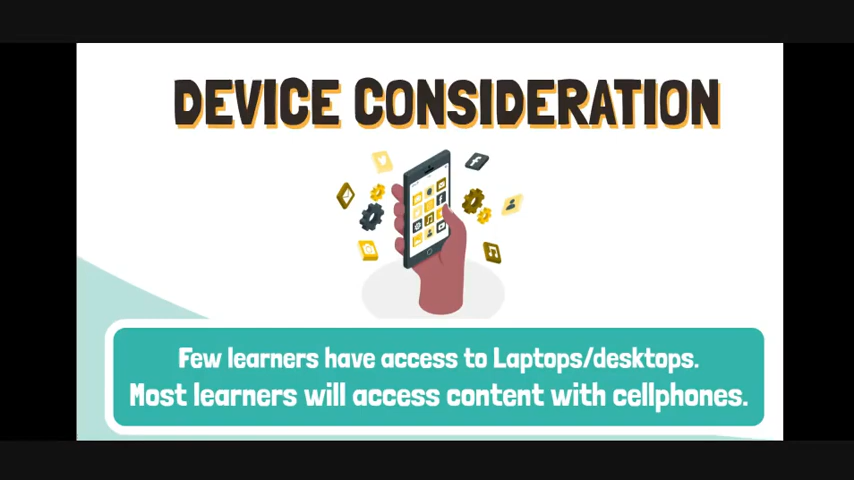 DEVICE CONSIDERATION
Few learners have access to Laptops/desktops.
Most learners will access content with cellphones.